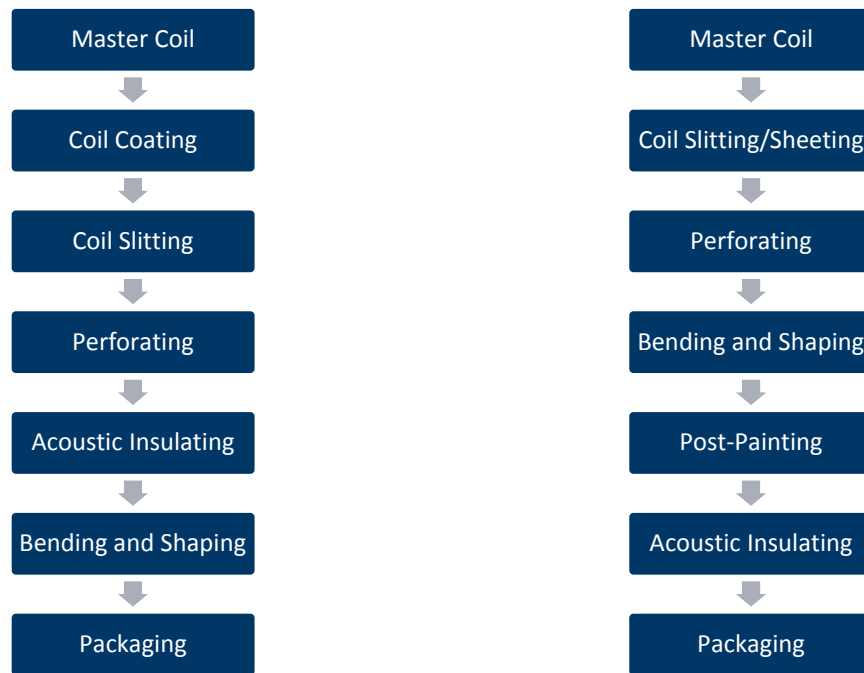 Master Coil
Coil Coating
Coil Slitting
Perforating
Acoustic Insulating
Bending and Shaping
Packaging
Master Coil
Coil Slitting/Sheeting
Perforating
Bending and Shaping
Post-Painting
Acoustic Insulating
Packaging